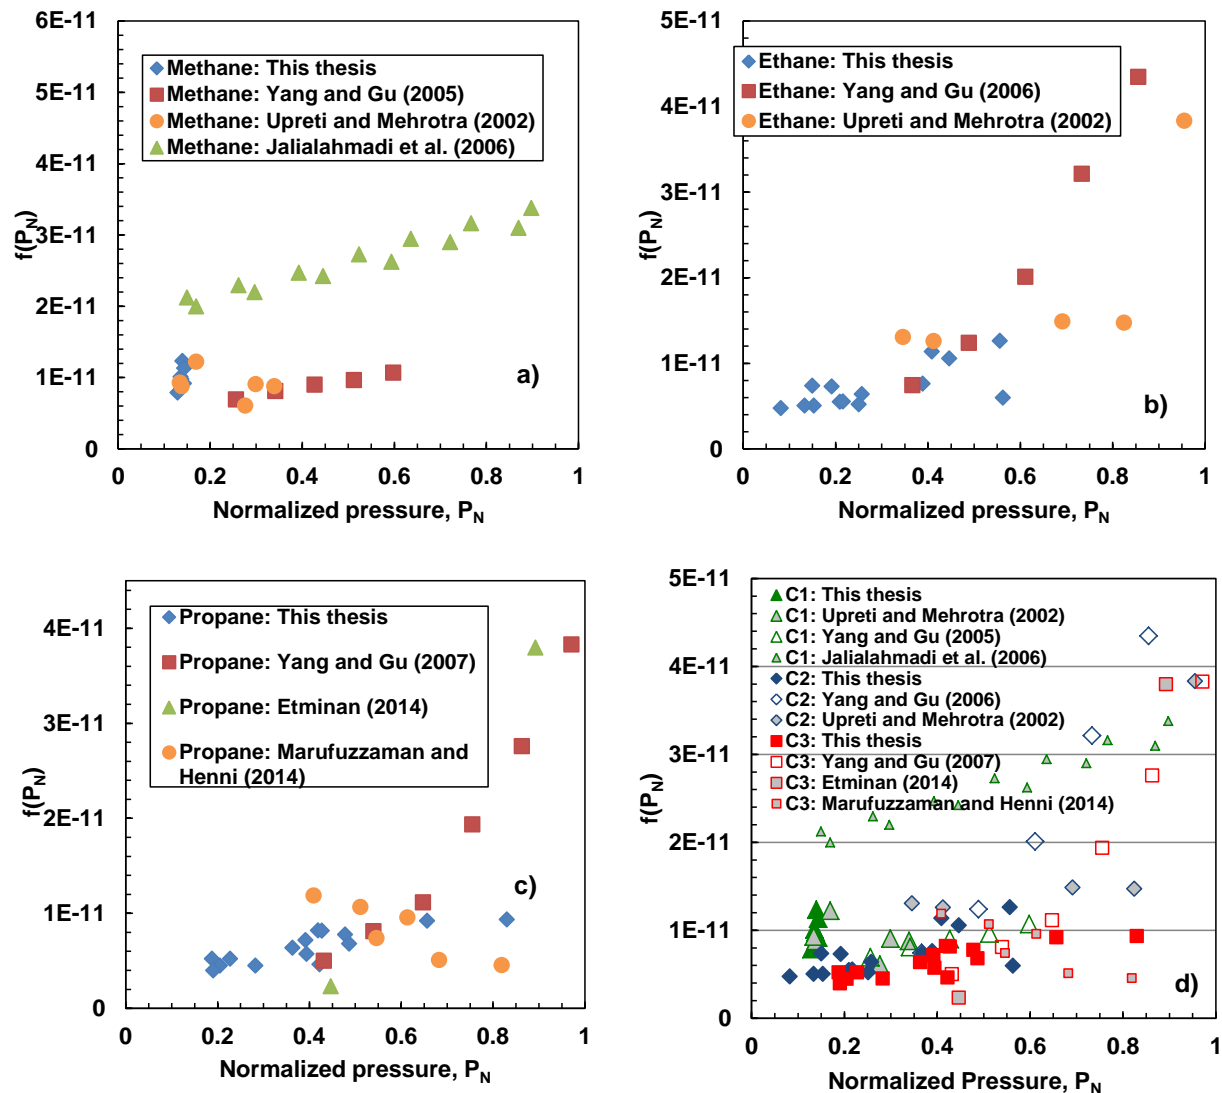 6E-11
5E-11
4E-11
3E-11
2E-11
1E-11
0
f(P_N)
Methane: This thesis
Methane: Yang and Gu (2005)
Methane: Upreti and Mehrotra (2002)
Methane: Jalialahmadi et al. (2006)
a)
0 0.2 0.4 0.6 0.8 1
Normalized pressure, P_N
5E-11
4E-11
3E-11
2E-11
1E-11
0
f(P_N)
Ethane: This thesis
Ethane: Yang and Gu (2006)
Ethane: Upreti and Mehrotra (2002)
b)
0 0.2 0.4 0.6 0.8 1
Normalized pressure, P_N
4E-11
3E-11
2E-11
1E-11
0
f(P_N)
Propane: This thesis
Propane: Yang and Gu (2007)
Propane: Etminan (2014)
Propane: Marufuzzaman and
Henni (2014)
c)
0 0.2 0.4 0.6 0.8 1
Normalized pressure, P_N
5E-11
4E-11
3E-11
2E-11
1E-11
0
f(P_N)
C1: This thesis
C1: Upreti and Mehrotra (2002)
C1: Yang and Gu (2005)
C1: Jalialahmadi et al. (2006)
C2: This thesis
C2: Yang and Gu (2006)
C2: Upreti and Mehrotra (2002)
C3: This thesis
C3: Yang and Gu (2007)
C3: Etminan (2014)
C3: Marufuzzaman and Henni (2014)
d)
0 0.2 0.4 0.6 0.8 1
Normalized Pressure, P_N